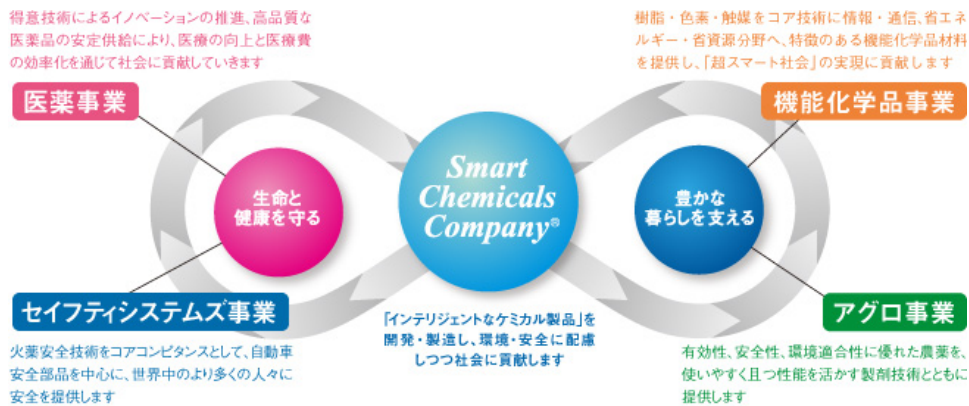 得意技術によるイノベーションの推進、高品質な
医薬品の安定供給により、医療の向上と医療費
の効率化を通じて社会に貢献していきます
医薬事業
生命と
健康を守る
セイフティシステムズ事業
火薬安全技術をコアコンピタンスとして、自動車
安全部品を中心に、世界中のより多くの人々に
安全を提供します
Smart
Chemicals
Company®
「インテリジェントなケミカル製品」を
開発・製造し、環境・安全に配慮
しつつ社会に貢献します
樹脂・色素・触媒をコア技術に情報・通信、省エネ
ルギー・省資源分野へ、特徴のある機能化学品材料
を提供し、「超スマート社会」の実現に貢献します
機能化学品事業
豊かな
暮らしを支える
アグロ事業
有効性、安全性、環境適合性に優れた農薬を、
使いやすく且つ性能を活かす製剤技術とともに
提供します